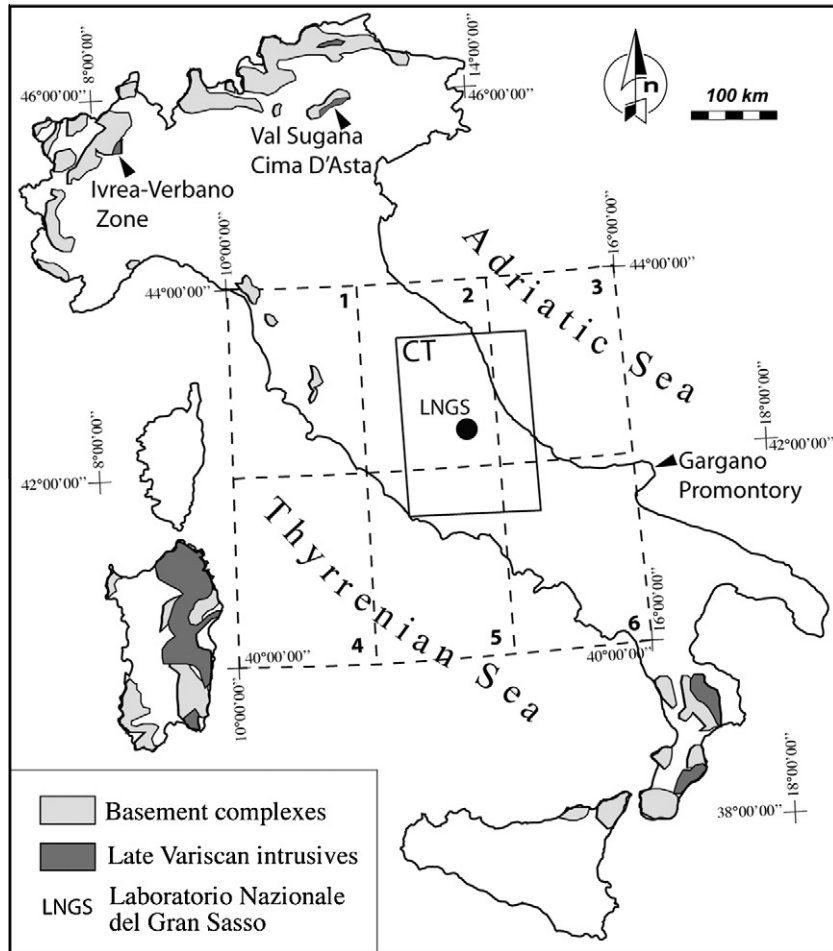 8°00’00’’
46°00’00’’
14°00’00’’
46°00’00’’
n
100 km
Val Sugana
Cima D’Asta
Ivrea-Verbano
Zone
10°00’00’’
44°00’00’’
1
2
3
16°00’00’’
44°00’00’’
Adriatic Sea
CT
LNGS
18°00’00’’
42°00’00’’
8°00’00’’
42°00’00’’
Gargano
Promontory
Thyrrenian Sea
40°00’00’’
10°00’00’’
4
5
6
40°00’00’’
16°00’00’’
18°00’00’’
38°00’00’’
Basement complexes
Late Variscan intrusives
LNGS Laboratorio Nazionale
del Gran Sasso